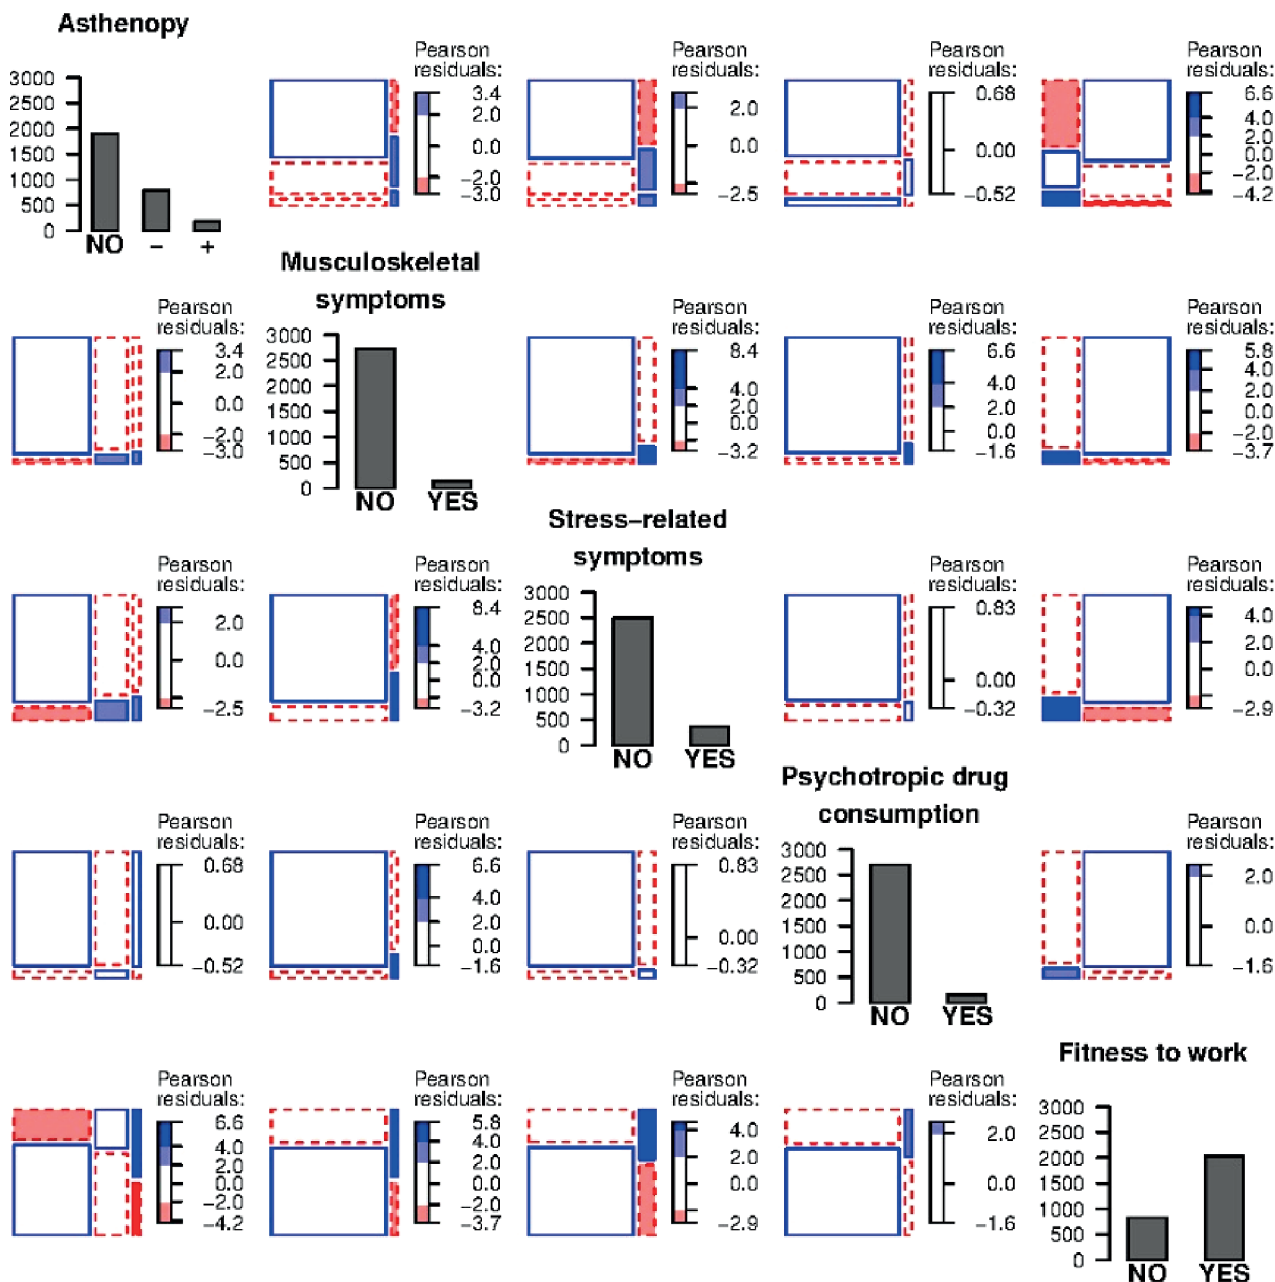 Asthenopy
3000
2500
2000
1500
1000
500
0
NO − +
Pearson
residuals:
3.4
2.0
0.0
−2.0
−3.0
Pearson
residuals:
2.0
0.0
−2.5
Pearson
residuals:
0.68
0.00
−0.52
Pearson
residuals:
6.6
4.0
2.0
0.0
−2.0
−4.2
Pearson
residuals:
3.4
2.0
0.0
−2.0
−3.0
Musculoskeletal
symptoms
3000
2500
2000
1500
1000
500
0
NO YES
Pearson
residuals:
8.4
4.0
2.0
0.0
−3.2
Pearson
residuals:
6.6
4.0
2.0
0.0
−1.6
Pearson
residuals:
5.8
4.0
2.0
0.0
−2.0
−3.7
Pearson
residuals:
2.0
0.0
−2.5
Pearson
residuals:
8.4
4.0
2.0
0.0
−3.2
Stress−related
symptoms
3000
2500
2000
1500
1000
500
0
NO YES
Pearson
residuals:
0.83
0.00
−0.32
Pearson
residuals:
4.0
2.0
0.0
−2.9
Pearson
residuals:
0.68
0.00
−0.52
Pearson
residuals:
6.6
4.0
2.0
0.0
−1.6
Pearson
residuals:
0.83
0.00
−0.32
Psychotropic drug
consumption
3000
2500
2000
1500
1000
500
0
NO YES
Pearson
residuals:
2.0
0.0
−1.6
Pearson
residuals:
6.6
4.0
2.0
0.0
−2.0
−4.2
Pearson
residuals:
5.8
4.0
2.0
0.0
−2.0
−3.7
Pearson
residuals:
4.0
2.0
0.0
−2.9
Pearson
residuals:
2.0
0.0
−1.6
Fitness to work
3000
2500
2000
1500
1000
500
0
NO YES